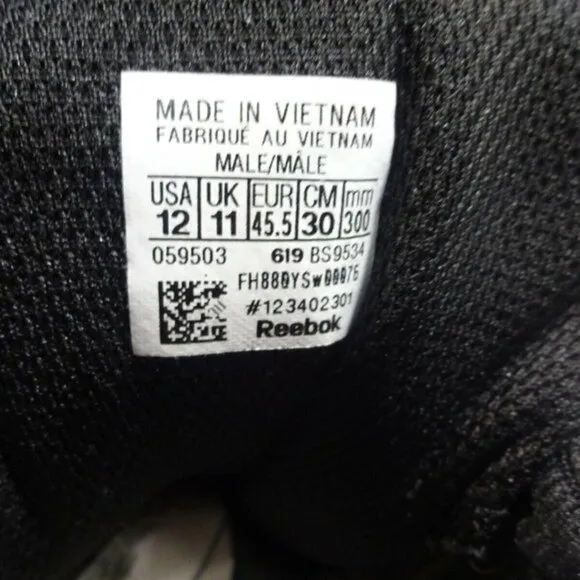 MADE IN VIETNAM
FABRIQUÉ AU VIETNAM
MALE/MÂLE
USA UK EUR CM mm
12 11 45.5 30 300
059503 619 BS9534
#123402301
Reebok